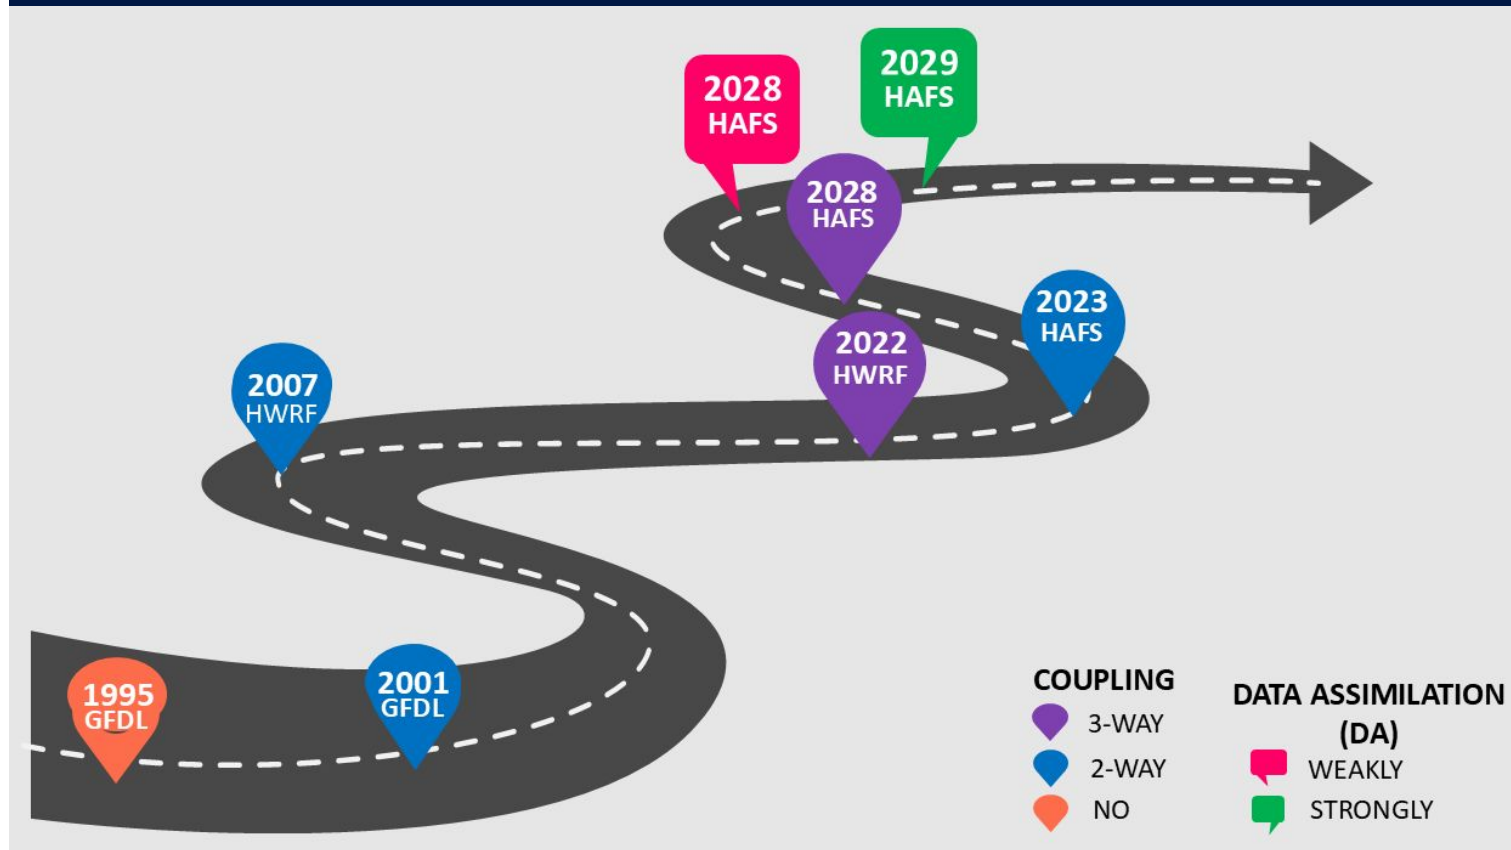 2029
HAFS
2028
HAFS
2028
HAFS
2023
HAFS
2022
HWRF
2007
HWRF
2001
GFDL
1995
GFDL
COUPLING
3-WAY
2-WAY
NO
DATA ASSIMILATION
(DA)
WEAKLY
STRONGLY